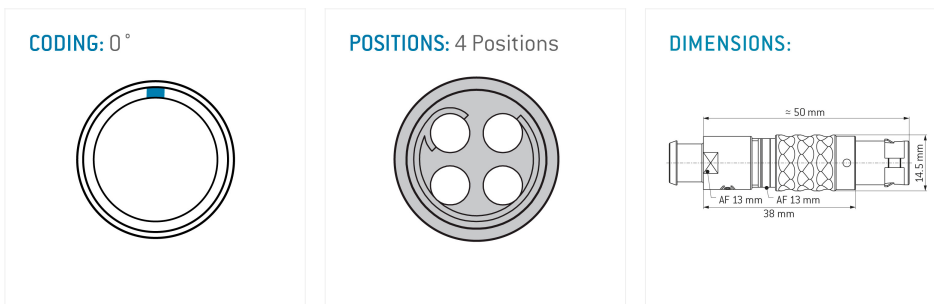 CODING: 0°
POSITIONS: 4 Positions
DIMENSIONS:
≈ 50 mm
14.5 mm
AF 13 mm
AF 13 mm
38 mm